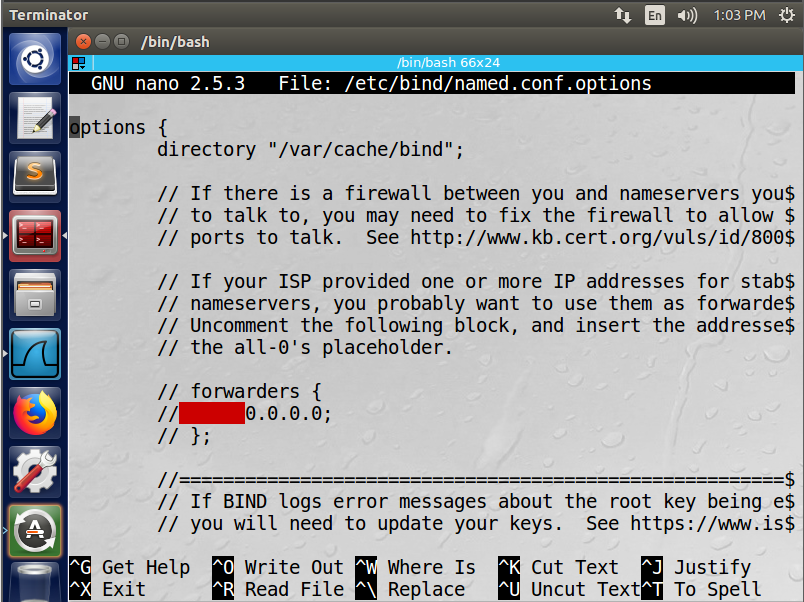 Terminator
En
1:03 PM
/bin/bash
/bin/bash 66x24
GNU nano 2.5.3 File: /etc/bind/named.conf.options
options {
directory "/var/cache/bind";
// If there is a firewall between you and nameservers you$
// to talk to, you may need to fix the firewall to allow $
// ports to talk. See http://www.kb.cert.org/vuls/id/800$
// If your ISP provided one or more IP addresses for stab$
// nameservers, you probably want to use them as forwarde$
// Uncomment the following block, and insert the addresse$
// the all-0's placeholder.
// forwarders {
// 0.0.0.0;
// };
//=======================================================$
// If BIND logs error messages about the root key being e$
// you will need to update your keys. See https://www.is$
^G Get Help ^O Write Out ^W Where Is ^K Cut Text ^J Justify
^X Exit ^R Read File ^\ Replace ^U Uncut Text ^T To Spell